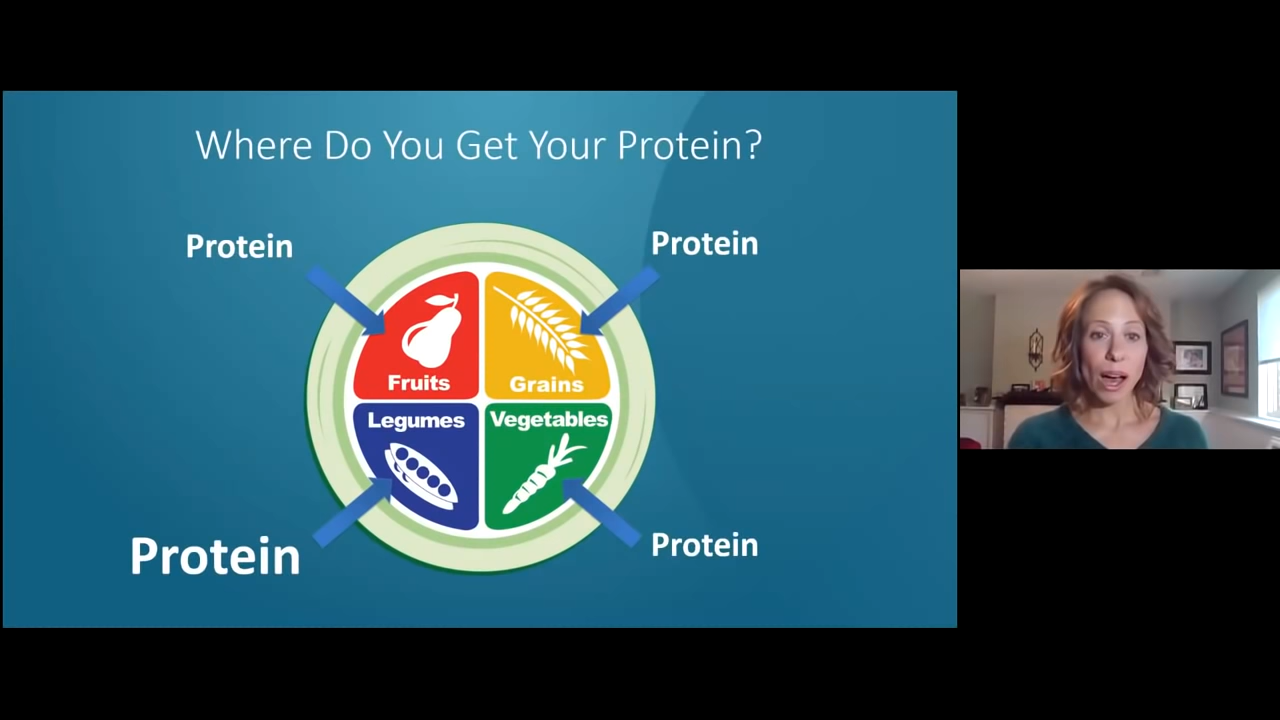 Where Do You Get Your Protein?
Protein
Protein
Fruits
Grains
Legumes
Vegetables
Protein
Protein